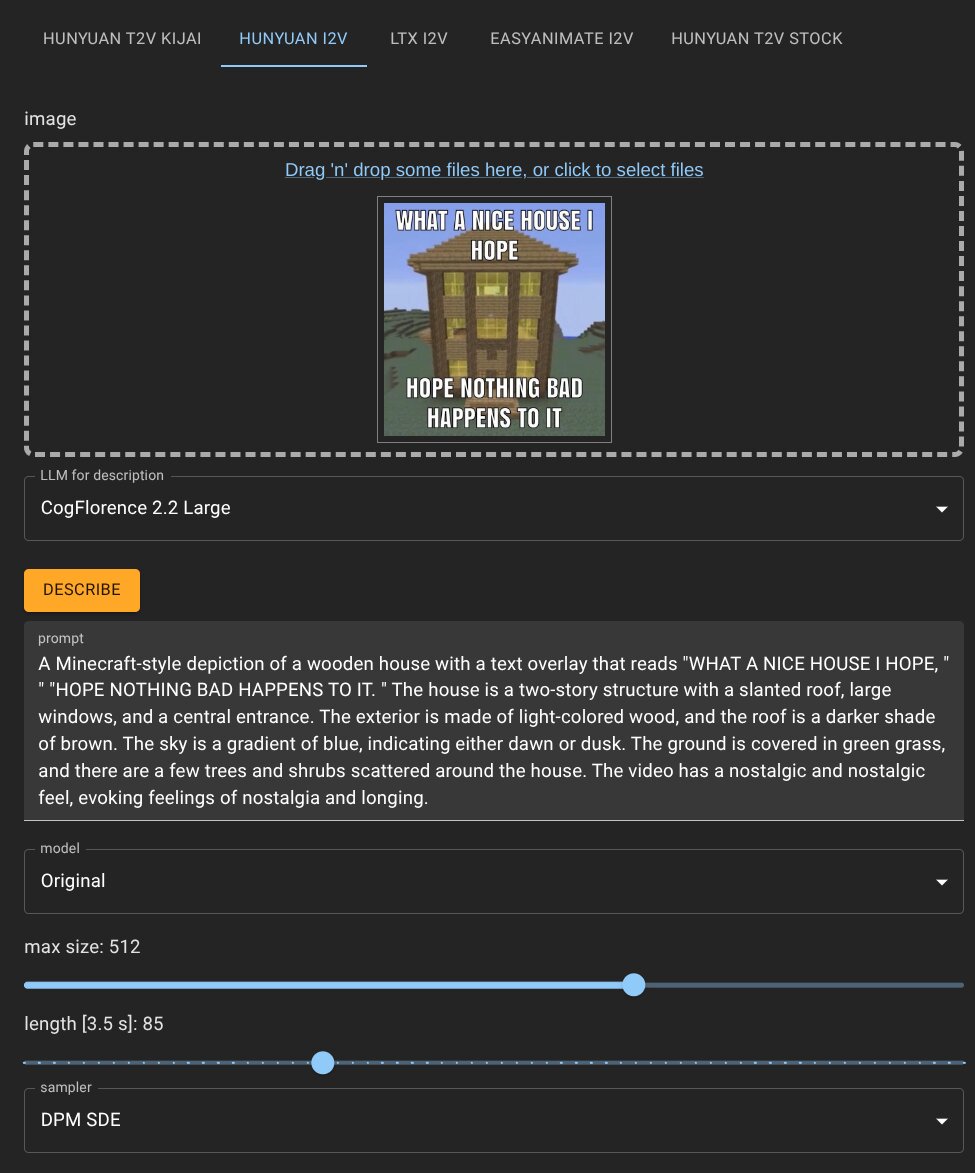 HUNYUAN T2V KIJAI HUNYUAN I2V LTX I2V EASYANIMATE I2V HUNYUAN T2V STOCK
image
Drag 'n' drop some files here, or click to select files
WHAT A NICE HOUSE I
HOPE
HOPE NOTHING BAD
HAPPENS TO IT
LLM for description
CogFlorence 2.2 Large
DESCRIBE
prompt
A Minecraft-style depiction of a wooden house with a text overlay that reads "WHAT A NICE HOUSE I HOPE, "
" "HOPE NOTHING BAD HAPPENS TO IT. " The house is a two-story structure with a slanted roof, large
windows, and a central entrance. The exterior is made of light-colored wood, and the roof is a darker shade
of brown. The sky is a gradient of blue, indicating either dawn or dusk. The ground is covered in green grass,
and there are a few trees and shrubs scattered around the house. The video has a nostalgic and nostalgic
feel, evoking feelings of nostalgia and longing.
model
Original
max size: 512
length [3.5 s]: 85
sampler
DPM SDE